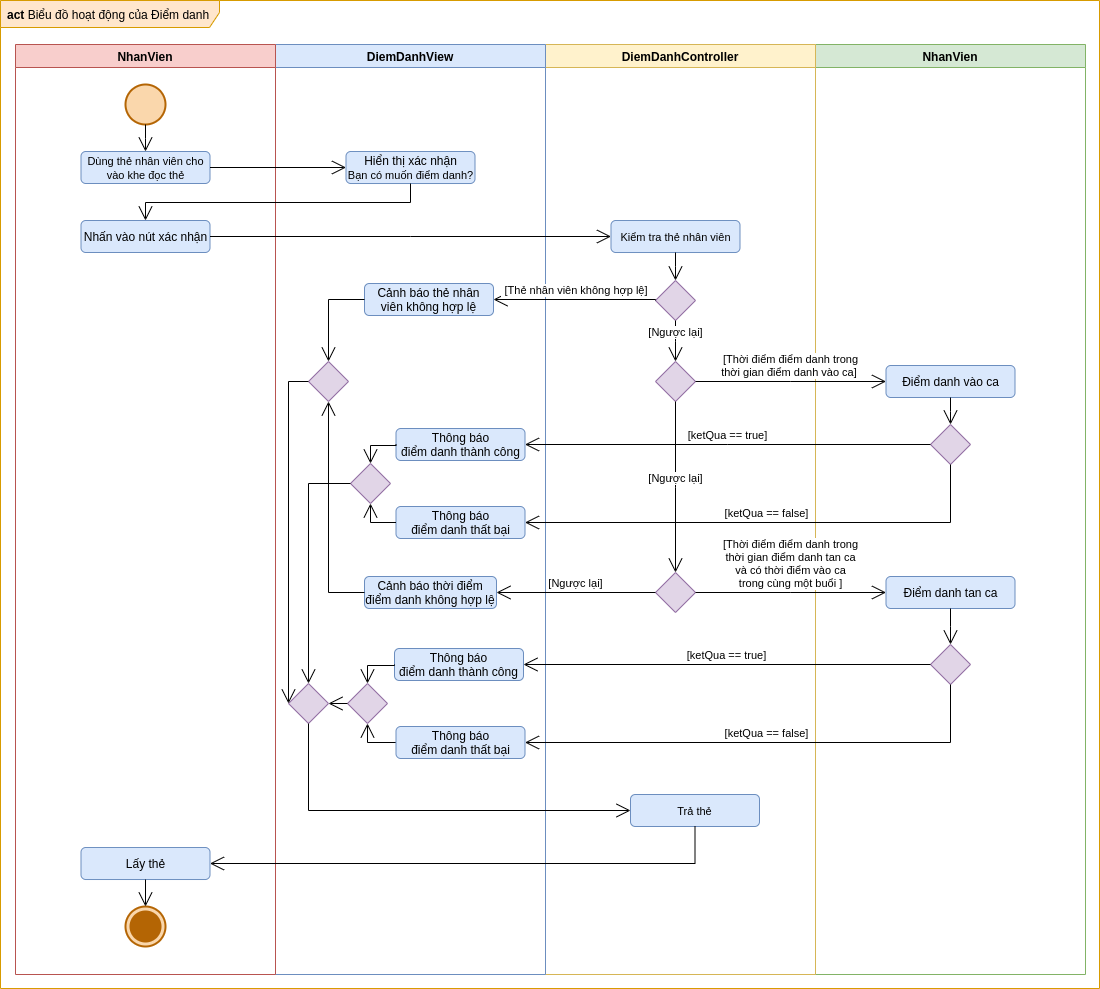 act Biểu đồ hoạt động của Điểm danh
NhanVien
DiemDanhView
DiemDanhController
NhanVien
Dùng thẻ nhân viên cho
vào khe đọc thẻ
Hiển thị xác nhận
Bạn có muốn điểm danh?
Nhấn vào nút xác nhận
Kiểm tra thẻ nhân viên
[Thẻ nhân viên không hợp lệ]
Cảnh báo thẻ nhân
viên không hợp lệ
[Ngược lại]
[Thời điểm điểm danh trong
thời gian điểm danh vào ca]
Điểm danh vào ca
[ketQua == true]
Thông báo
điểm danh thành công
[Ngược lại]
[ketQua == false]
Thông báo
điểm danh thất bại
[Thời điểm điểm danh trong
thời gian điểm danh tan ca
và có thời điểm vào ca
trong cùng một buổi ]
[Ngược lại]
Cảnh báo thời điểm
điểm danh không hợp lệ
Điểm danh tan ca
[ketQua == true]
Thông báo
điểm danh thành công
[ketQua == false]
Thông báo
điểm danh thất bại
Trả thẻ
Lấy thẻ